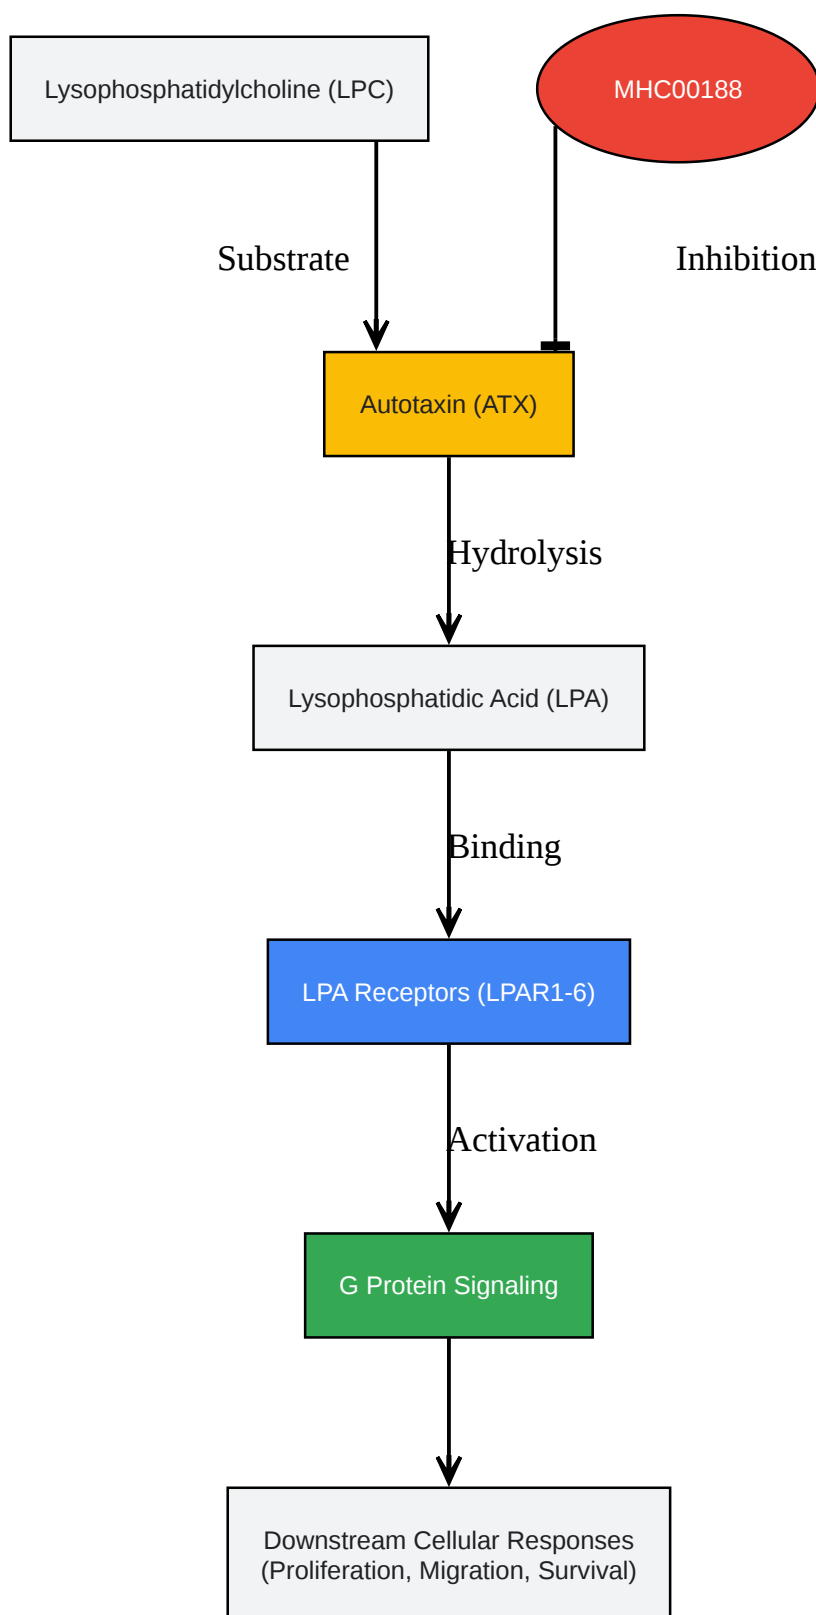 Lysophosphatidylcholine (LPC)
MHC00188
Substrate
Inhibition
Autotaxin (ATX)
Hydrolysis
Lysophosphatidic Acid (LPA)
Binding
LPA Receptors (LPAR1-6)
Activation
G Protein Signaling
Downstream Cellular Responses
(Proliferation, Migration, Survival)